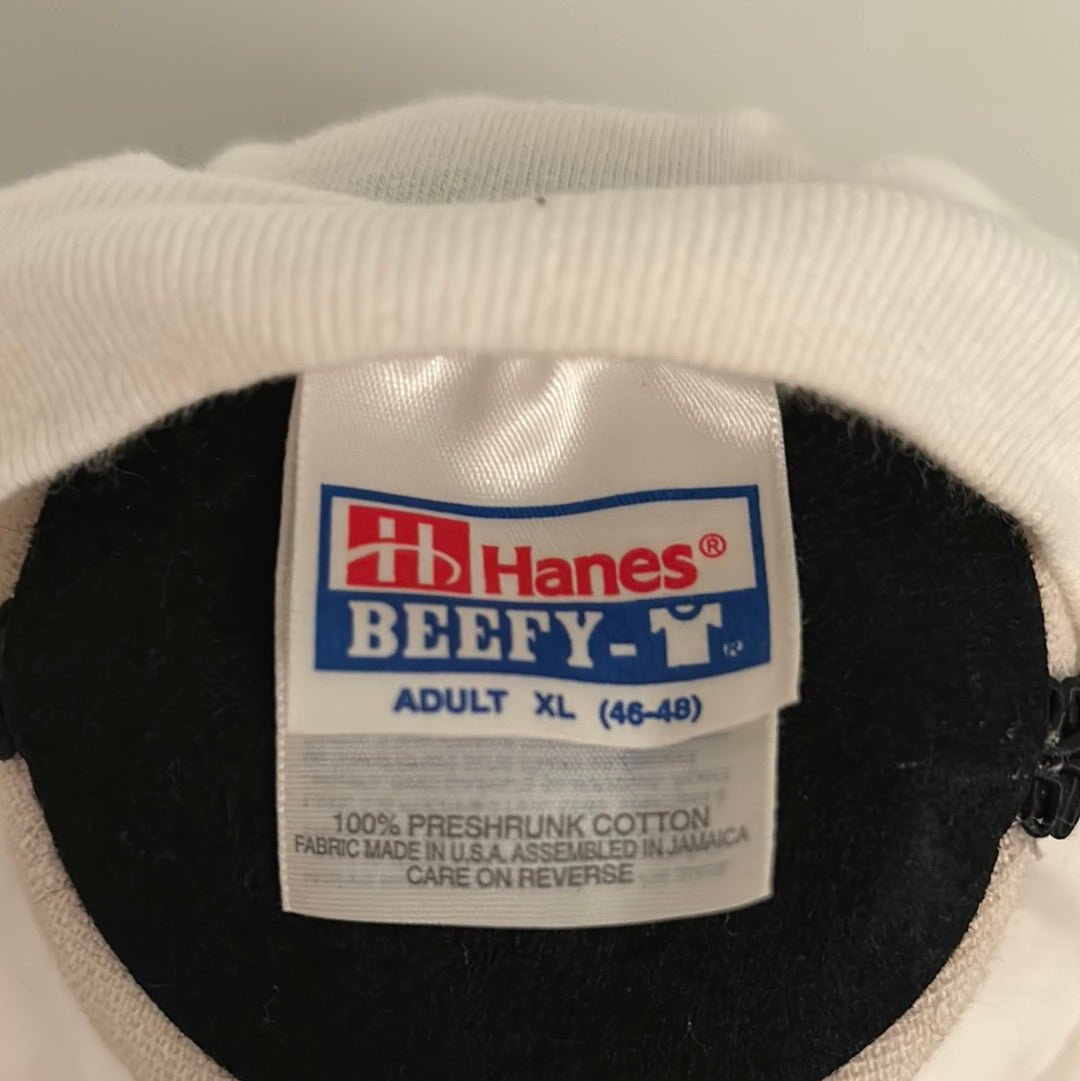 H Hanes®
BEEFY-T®
ADULT XL (46-48)
100% PRESHRUNK COTTON
FABRIC MADE IN U.S.A. ASSEMBLED IN JAMAICA
CARE ON REVERSE